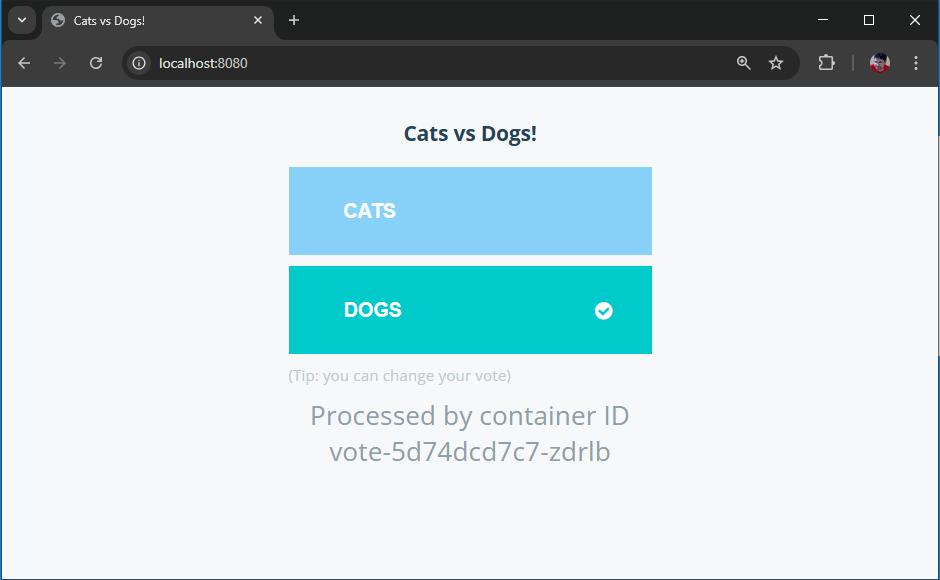 Cats vs Dogs!
localhost:8080
Cats vs Dogs!
CATS
DOGS
(Tip: you can change your vote)
Processed by container ID
vote-5d74dcd7c7-zdrlb